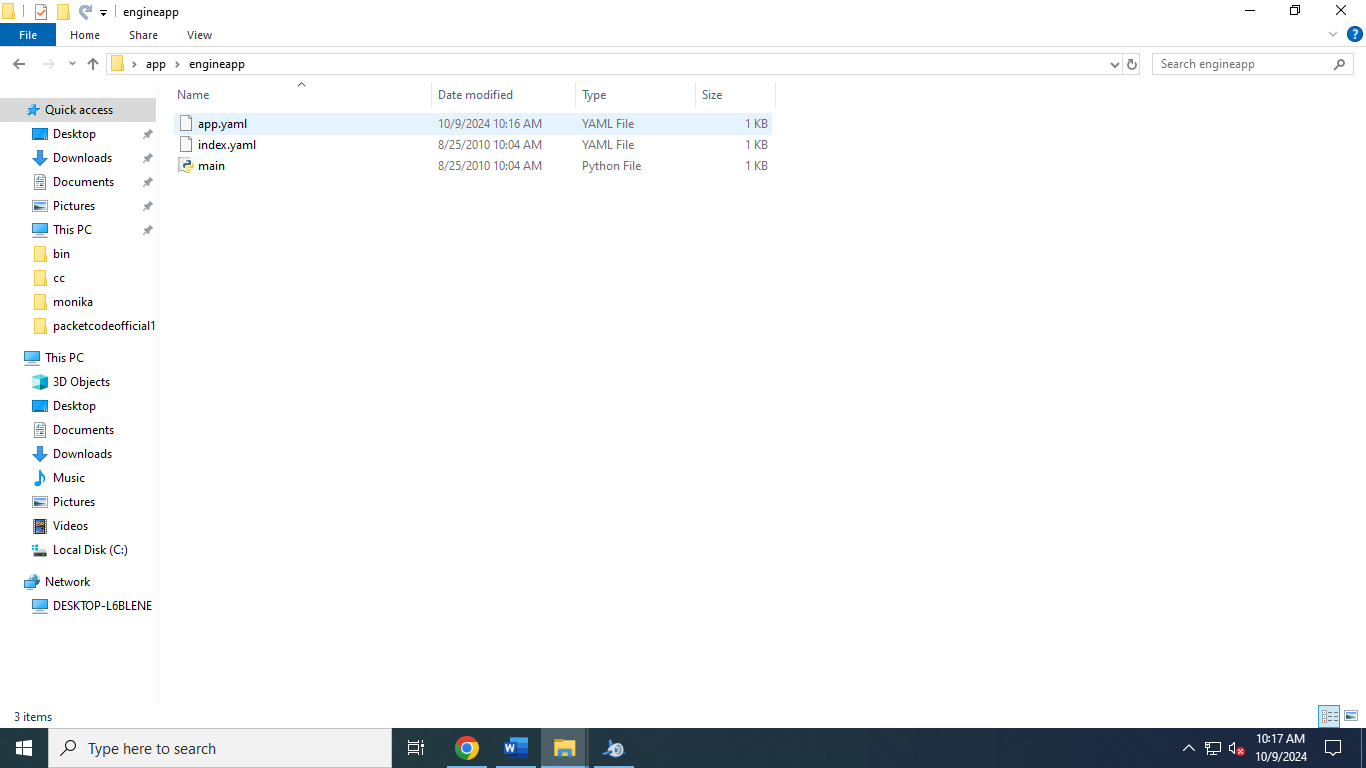 engineapp
File Home Share View
app engineapp
Search engineapp
Name Date modified Type Size
app.yaml 10/9/2024 10:16 AM YAML File 1 KB
index.yaml 8/25/2010 10:04 AM YAML File 1 KB
main 8/25/2010 10:04 AM Python File 1 KB
Quick access
Desktop
Downloads
Documents
Pictures
This PC
bin
cc
monika
packetcodeofficial1
This PC
3D Objects
Desktop
Documents
Downloads
Music
Pictures
Videos
Local Disk (C:)
Network
DESKTOP-L6BLENE
3 items
Type here to search
10:17 AM
10/9/2024